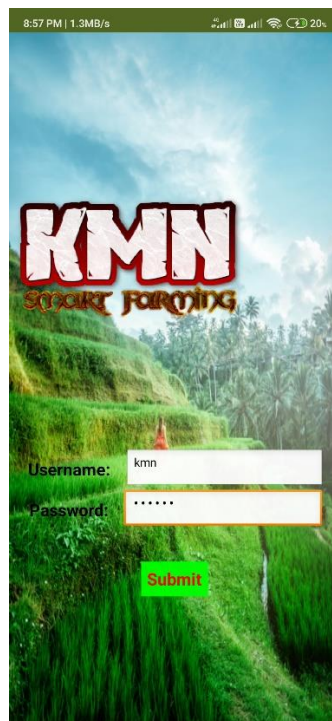 8:57 PM | 1.3MB/s
20%
KMN
SMART FARMING
Username:
kmn
Password:
••••••
Submit